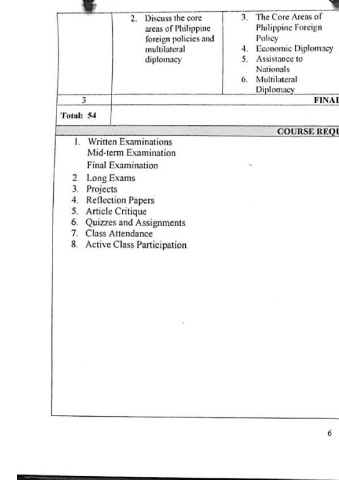 2. Discuss the core
areas of Philippine
foreign policies and
multilateral
diplomacy
3. The Core Areas of
Philippine Foreign
Policy
4. Economic Diplomacy
5. Assistance to
Nationals
6. Multilateral
Diplomacy
3
FINAL
Total: 54
COURSE REQU
1. Written Examinations
Mid-term Examination
Final Examination
2. Long Exams
3. Projects
4. Reflection Papers
5. Article Critique
6. Quizzes and Assignments
7. Class Attendance
8. Active Class Participation
6